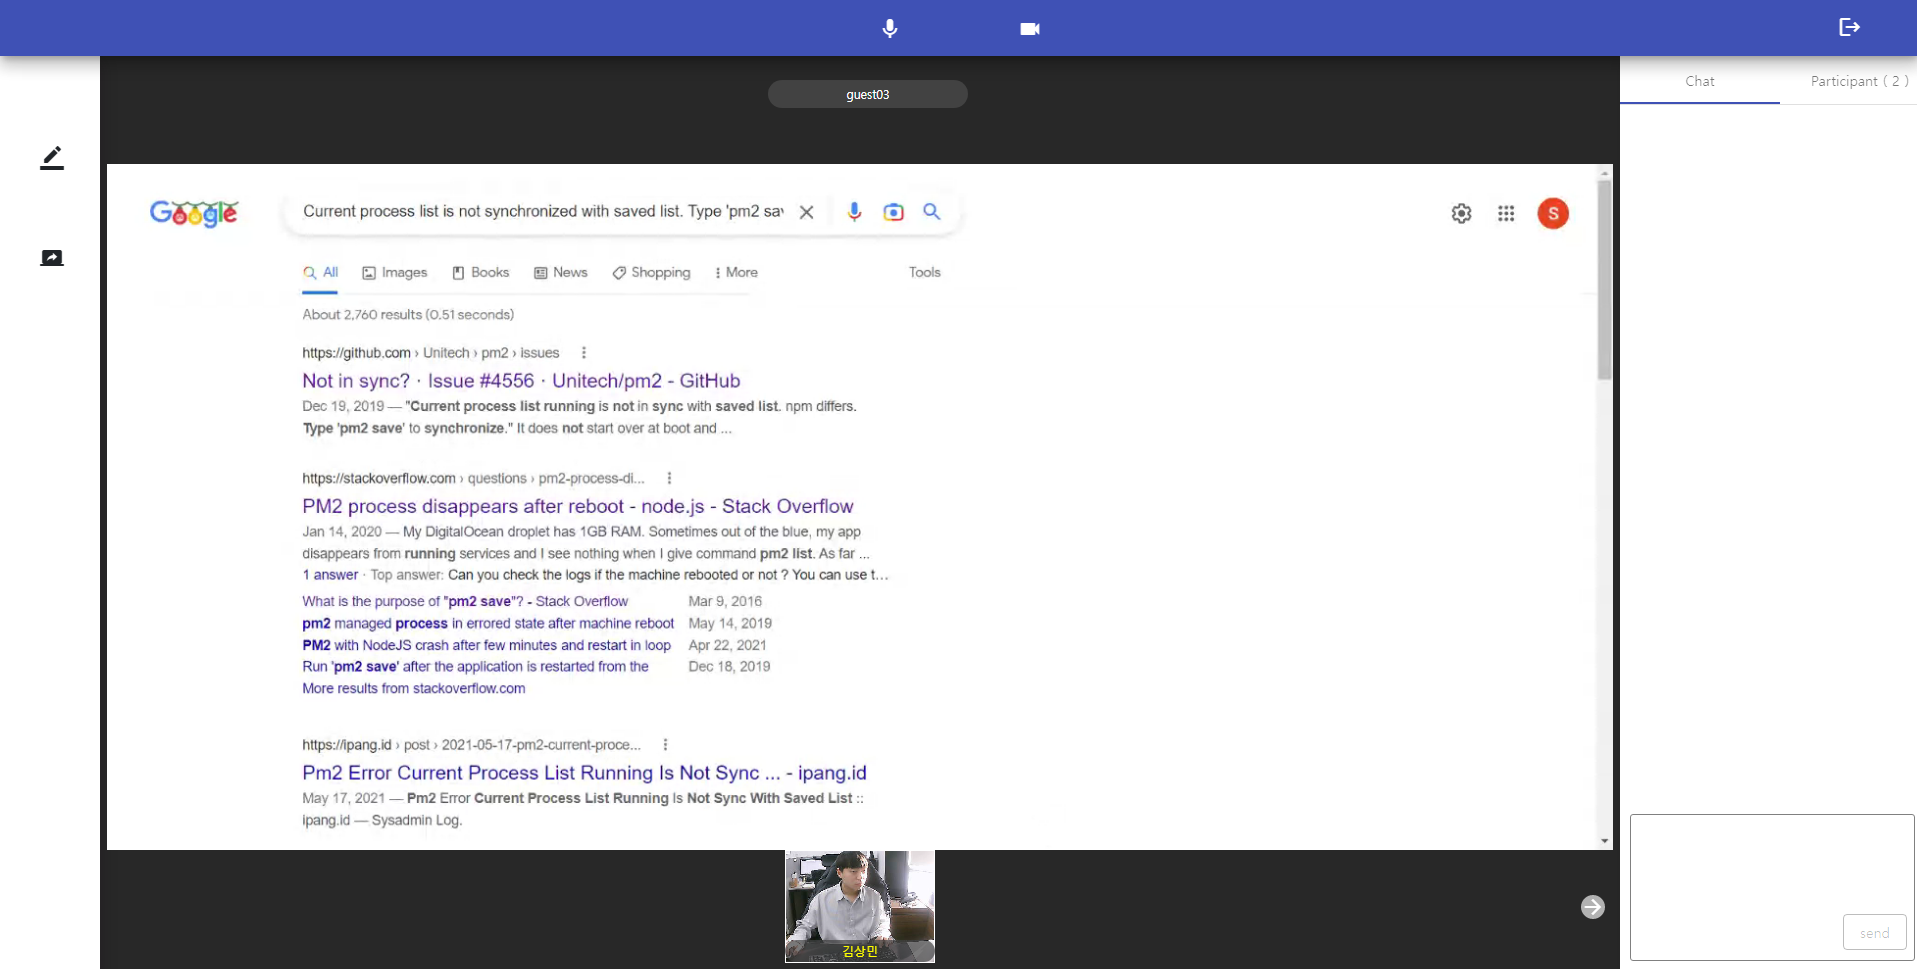 guest03
Chat
Participant ( 2 )
Google
Current process list is not synchronized with saved list. Type 'pm2 sav
S
All
Images
Books
News
Shopping
More
Tools
About 2,760 results (0.51 seconds)
https://github.com › Unitech › pm2 › issues
Not in sync? · Issue #4556 · Unitech/pm2 - GitHub
Dec 19, 2019 — "Current process list running is not in sync with saved list. npm differs.
Type 'pm2 save' to synchronize." It does not start over at boot and ...
https://stackoverflow.com › questions › pm2-process-di...
PM2 process disappears after reboot - node.js - Stack Overflow
Jan 14, 2020 — My DigitalOcean droplet has 1GB RAM. Sometimes out of the blue, my app
disappears from running services and I see nothing when I give command pm2 list. As far ...
1 answer · Top answer: Can you check the logs if the machine rebooted or not ? You can use t...
What is the purpose of "pm2 save"? - Stack Overflow Mar 9, 2016
pm2 managed process in errored state after machine reboot May 14, 2019
PM2 with NodeJS crash after few minutes and restart in loop Apr 22, 2021
Run 'pm2 save' after the application is restarted from the Dec 18, 2019
More results from stackoverflow.com
https://ipang.id › post › 2021-05-17-pm2-current-proce...
Pm2 Error Current Process List Running Is Not Sync ... - ipang.id
May 17, 2021 — Pm2 Error Current Process List Running Is Not Sync With Saved List ::
ipang.id — Sysadmin Log.
김상민
send